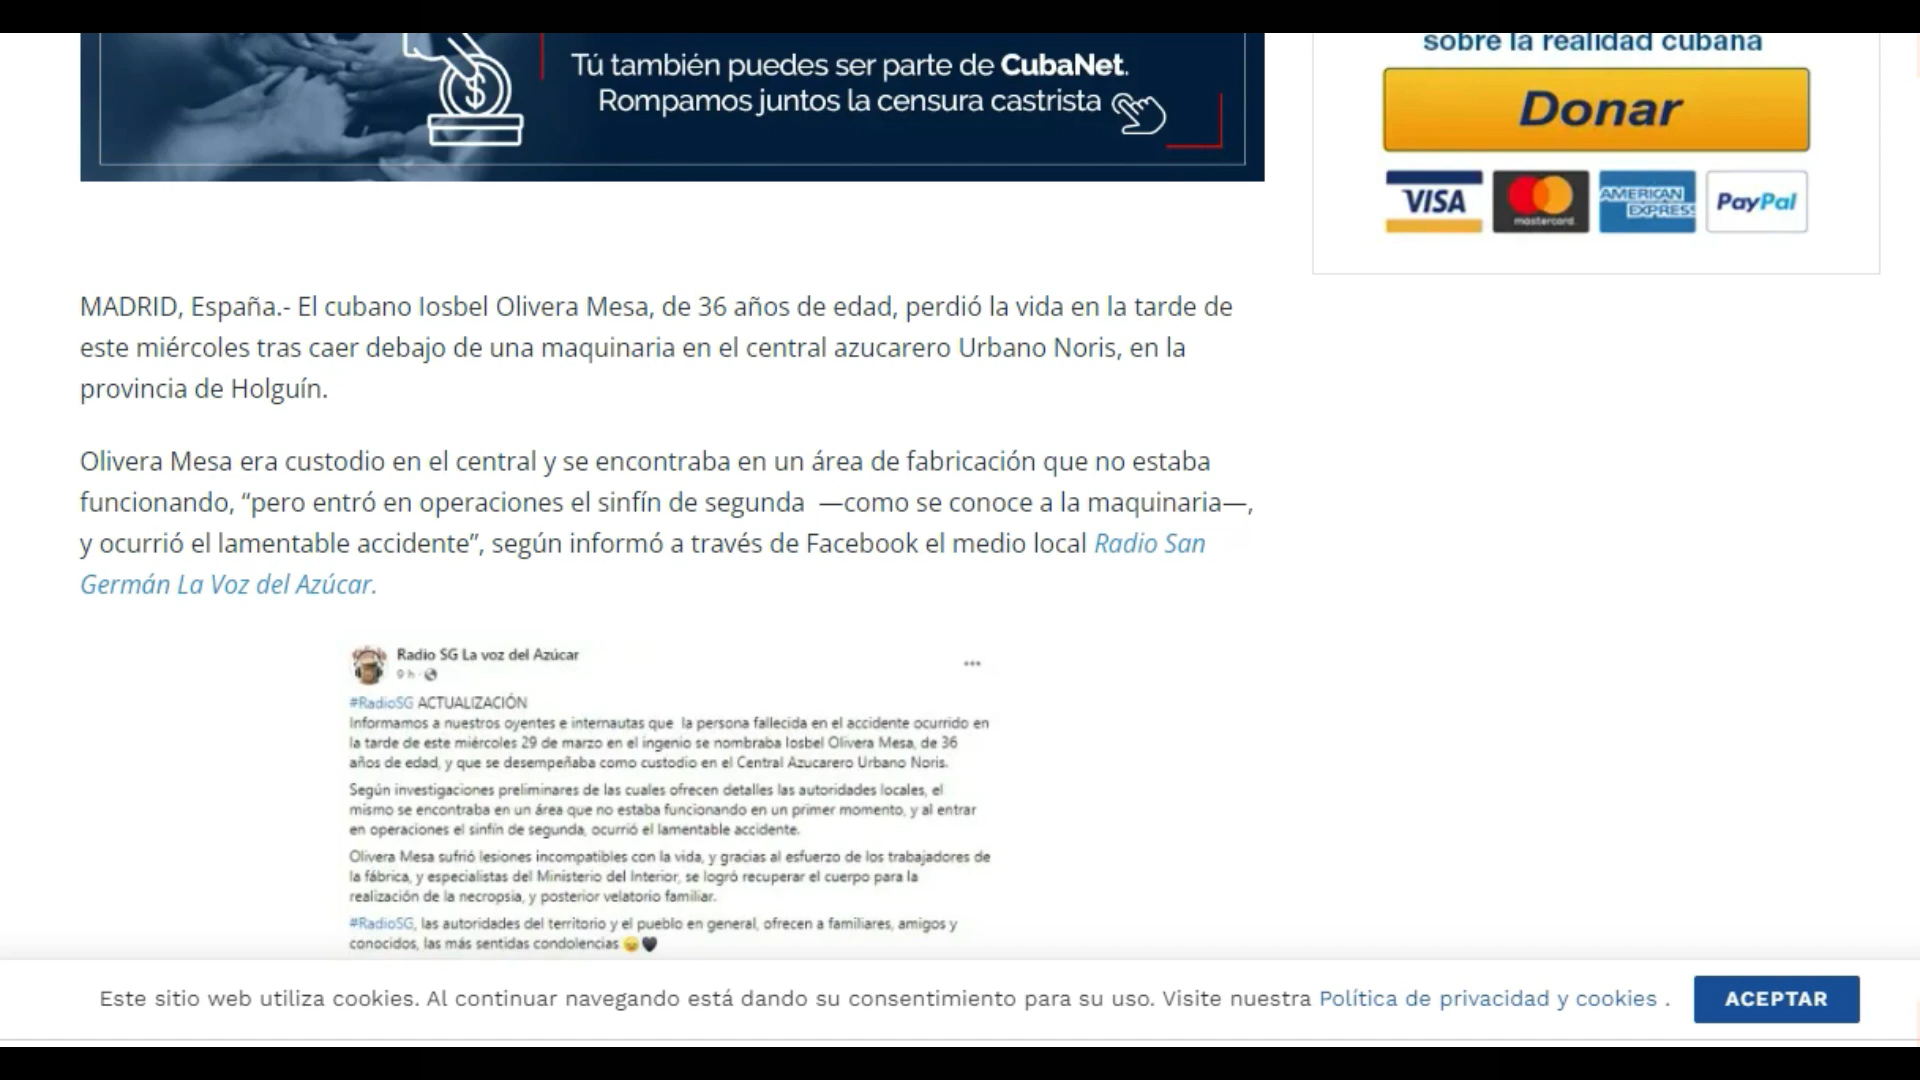 Tú también puedes ser parte de CubaNet.
Rompamos juntos la censura castrista
sobre la realidad cubana
Donar
VISA
mastercard
AMERICAN EXPRESS
PayPal
MADRID, España.- El cubano Iosbel Olivera Mesa, de 36 años de edad, perdió la vida en la tarde de
este miércoles tras caer debajo de una maquinaria en el central azucarero Urbano Noris, en la
provincia de Holguín.
Olivera Mesa era custodio en el central y se encontraba en un área de fabricación que no estaba
funcionando, “pero entró en operaciones el sinfín de segunda —como se conoce a la maquinaria—,
y ocurrió el lamentable accidente”, según informó a través de Facebook el medio local Radio San
Germán La Voz del Azúcar.
Radio SG La voz del Azúcar
9 h
#RadioSG ACTUALIZACIÓN
Informamos a nuestros oyentes e internautas que la persona fallecida en el accidente ocurrido en
la tarde de este miércoles 29 de marzo en el ingenio se nombraba Iosbel Olivera Mesa, de 36
años de edad, y que se desempeñaba como custodio en el Central Azucarero Urbano Noris.
Según investigaciones preliminares de las cuales ofrecen detalles las autoridades locales, el
mismo se encontraba en un área que no estaba funcionando en un primer momento, y al entrar
en operaciones el sinfín de segunda, ocurrió el lamentable accidente.
Olivera Mesa sufrió lesiones incompatibles con la vida, y gracias al esfuerzo de los trabajadores de
la fábrica, y especialistas del Ministerio del Interior, se logró recuperar el cuerpo para la
realización de la necropsia, y posterior velatorio familiar.
#RadioSG, las autoridades del territorio y el pueblo en general, ofrecen a familiares, amigos y
conocidos, las más sentidas condolencias
Este sitio web utiliza cookies. Al continuar navegando está dando su consentimiento para su uso. Visite nuestra Política de privacidad y cookies .
ACEPTAR